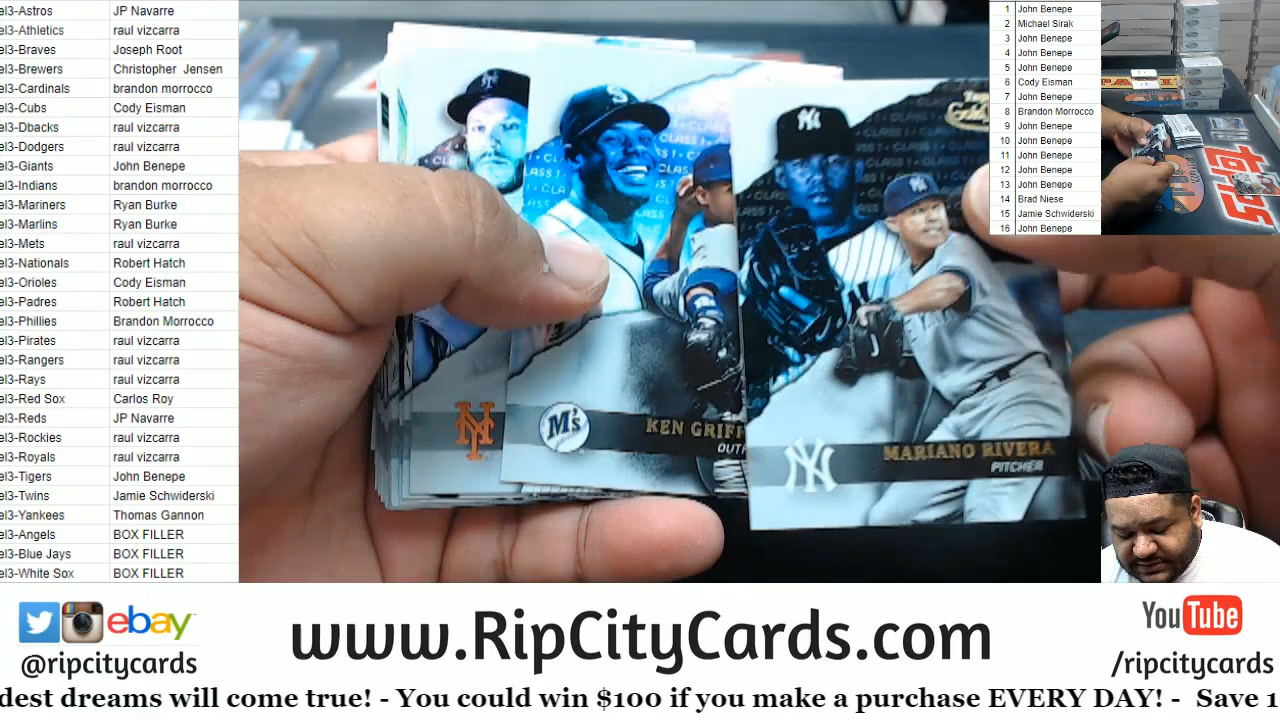 el3-Astros JP Navarre
el3-Athletics raul vizcarra
el3-Braves Joseph Root
el3-Brewers Christopher Jensen
el3-Cardinals brandon morrocco
el3-Cubs Cody Eisman
el3-Dbacks raul vizcarra
el3-Dodgers raul vizcarra
el3-Giants John Benepe
el3-Indians brandon morrocco
el3-Mariners Ryan Burke
el3-Marlins Ryan Burke
el3-Mets raul vizcarra
el3-Nationals Robert Hatch
el3-Orioles Cody Eisman
el3-Padres Robert Hatch
el3-Phillies Brandon Morrocco
el3-Pirates raul vizcarra
el3-Rangers raul vizcarra
el3-Rays raul vizcarra
el3-Red Sox Carlos Roy
el3-Reds JP Navarre
el3-Rockies raul vizcarra
el3-Royals raul vizcarra
el3-Tigers John Benepe
el3-Twins Jamie Schwiderski
el3-Yankees Thomas Gannon
el3-Angels BOX FILLER
el3-Blue Jays BOX FILLER
el3-White Sox BOX FILLER
CLASS 1
NY
M's
KEN GRIFF
OUTF
NY
MARIANO RIVERA
PITCHER
1 John Benepe
2 Michael Sirak
3 John Benepe
4 John Benepe
5 John Benepe
6 Cody Eisman
7 John Benepe
8 Brandon Morrocco
9 John Benepe
10 John Benepe
11 John Benepe
12 John Benepe
13 John Benepe
14 Brad Niese
15 Jamie Schwiderski
16 John Benepe
topps
ebay
@ripcitycards
www.RipCityCards.com
YouTube
/ripcitycards
dest dreams will come true! - You could win $100 if you make a purchase EVERY DAY! - Save 1